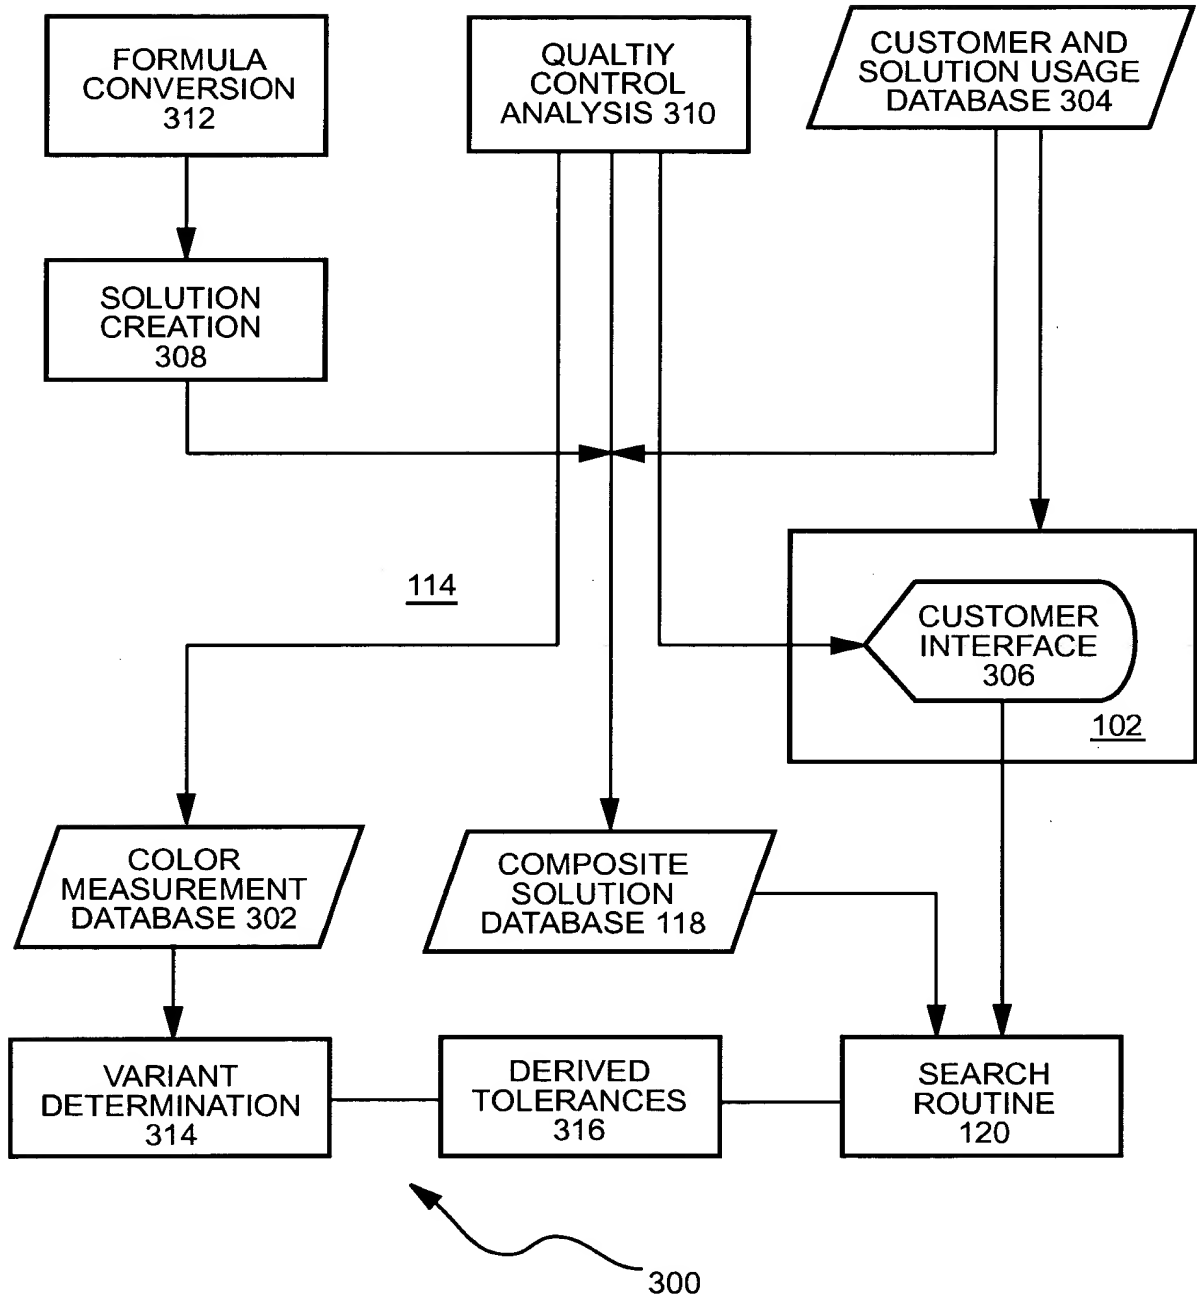 FORMULA
CONVERSION
312
QUALTIY
CONTROL
ANALYSIS 310
CUSTOMER AND
SOLUTION USAGE
DATABASE 304
SOLUTION
CREATION
308
114
CUSTOMER
INTERFACE
306
102
COLOR
MEASUREMENT
DATABASE 302
COMPOSITE
SOLUTION
DATABASE 118
VARIANT
DETERMINATION
314
DERIVED
TOLERANCES
316
SEARCH
ROUTINE
120
300